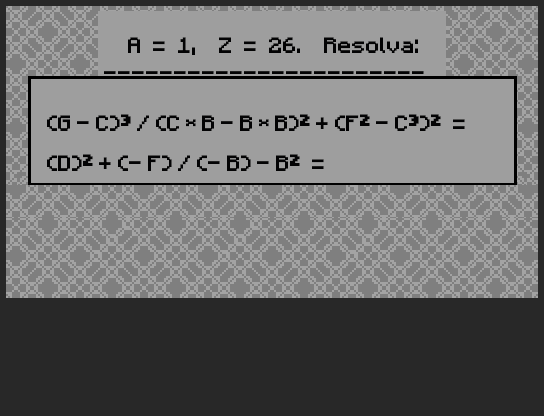 A = 1, Z = 26. Resolva:
(G - C)³ / (C × B - B × B)² + (F² - C³)² =
(D)² + (- F) / (- B) - B² =